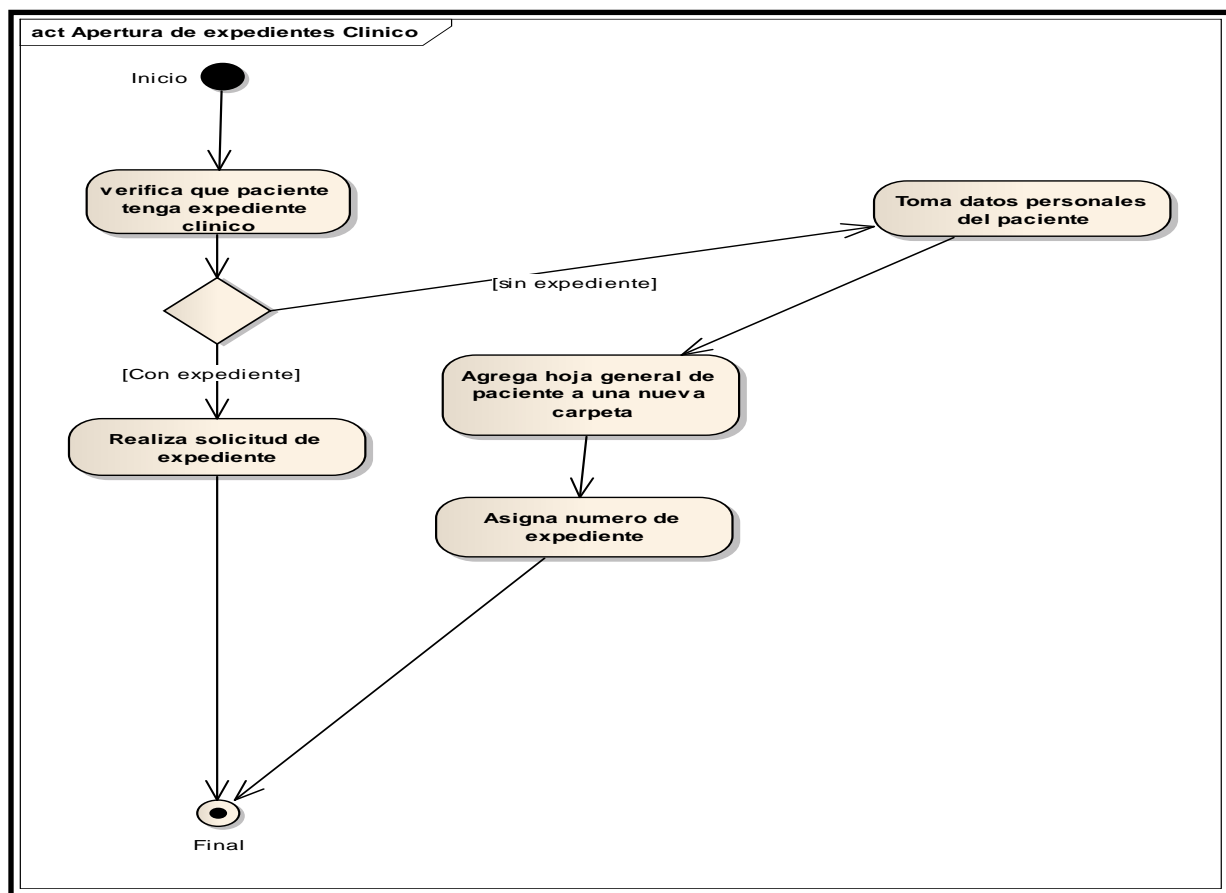 act Apertura de expedientes Clinico
Inicio
verifica que paciente
tenga expediente
clinico
Toma datos personales
del paciente
[sin expediente]
[Con expediente]
Agrega hoja general de
paciente a una nueva
carpeta
Realiza solicitud de
expediente
Asigna numero de
expediente
Final